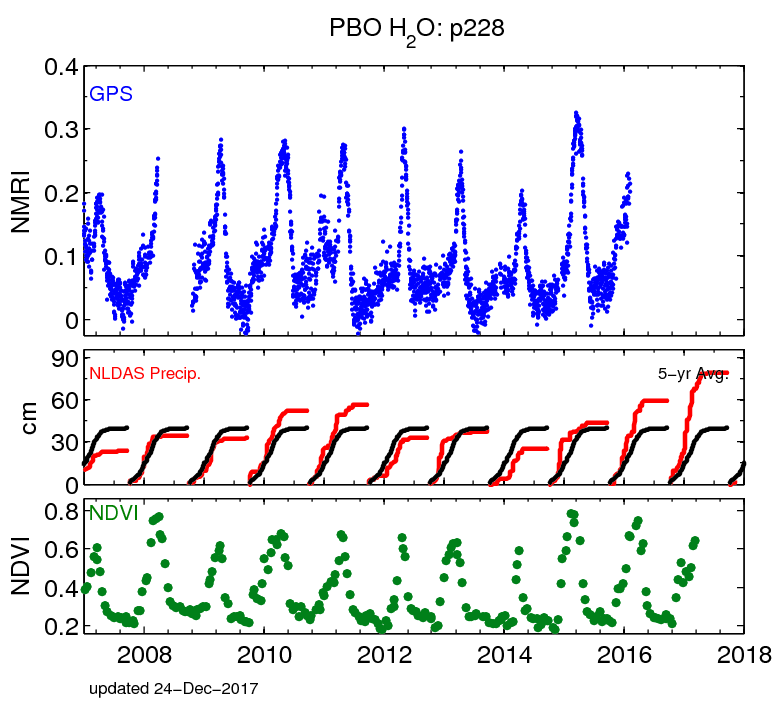 PBO H2O: p228
0.4
GPS
0.3
NMRI
0.2
0.1
0
90
NLDAS Precip.
5-yr Avg.
60
cm
30
0
0.8
NDVI
0.6
NDVI
0.4
0.2
2008 2010 2012 2014 2016 2018
updated 24-Dec-2017